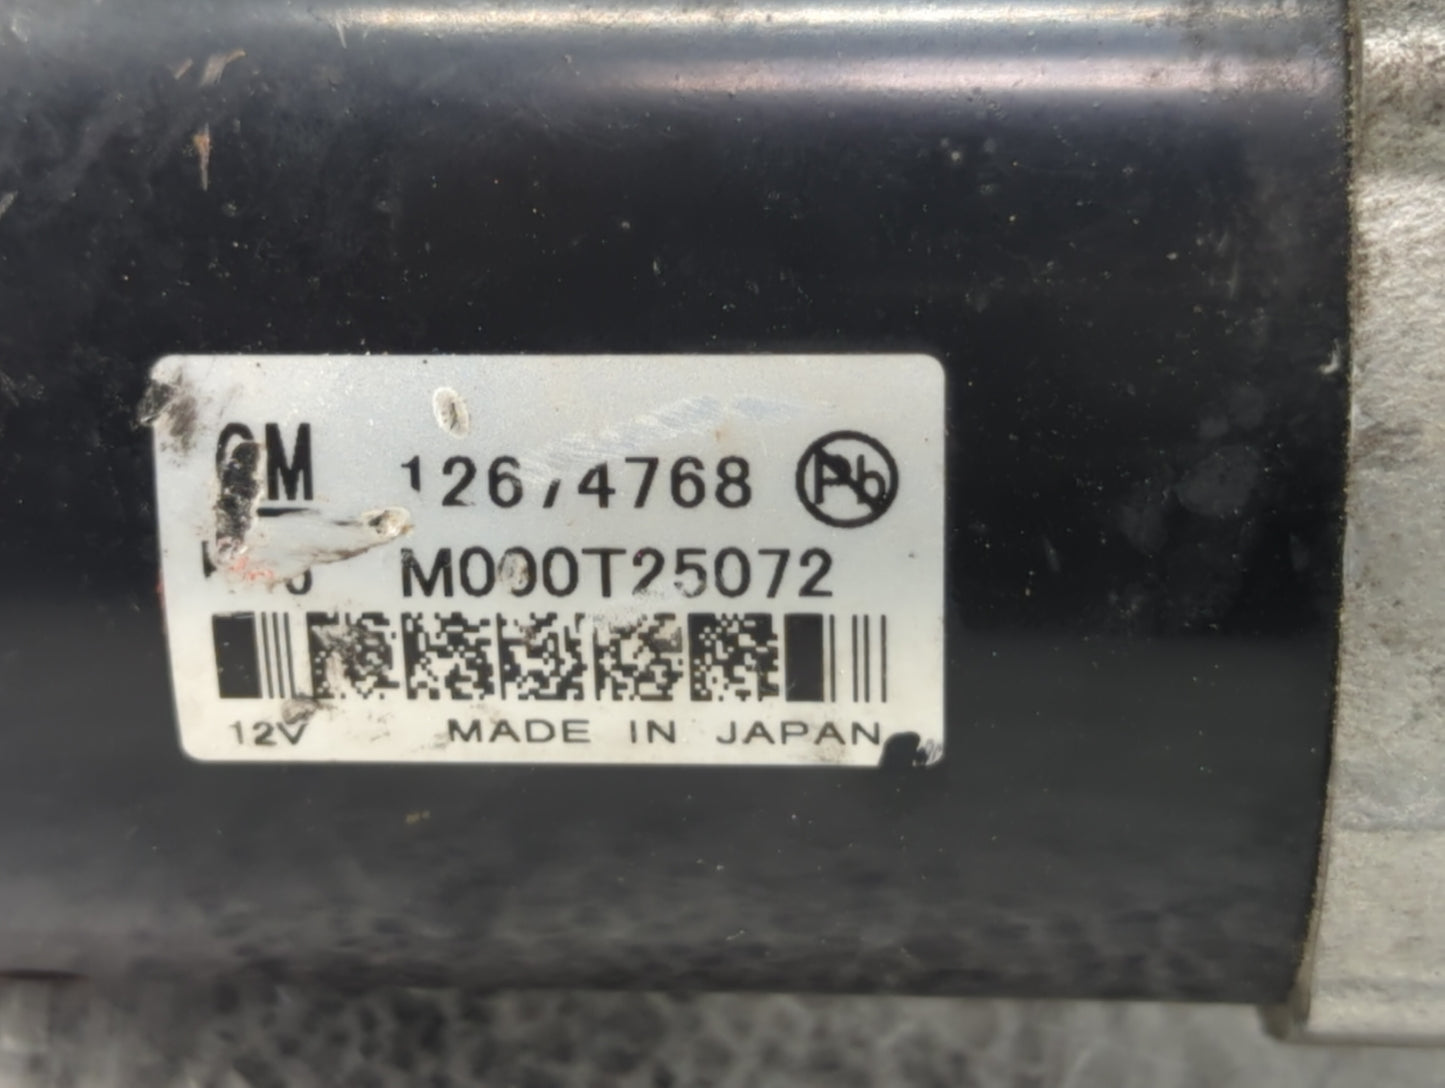 GM 12674768 Pb
M000T25072
12V MADE IN JAPAN